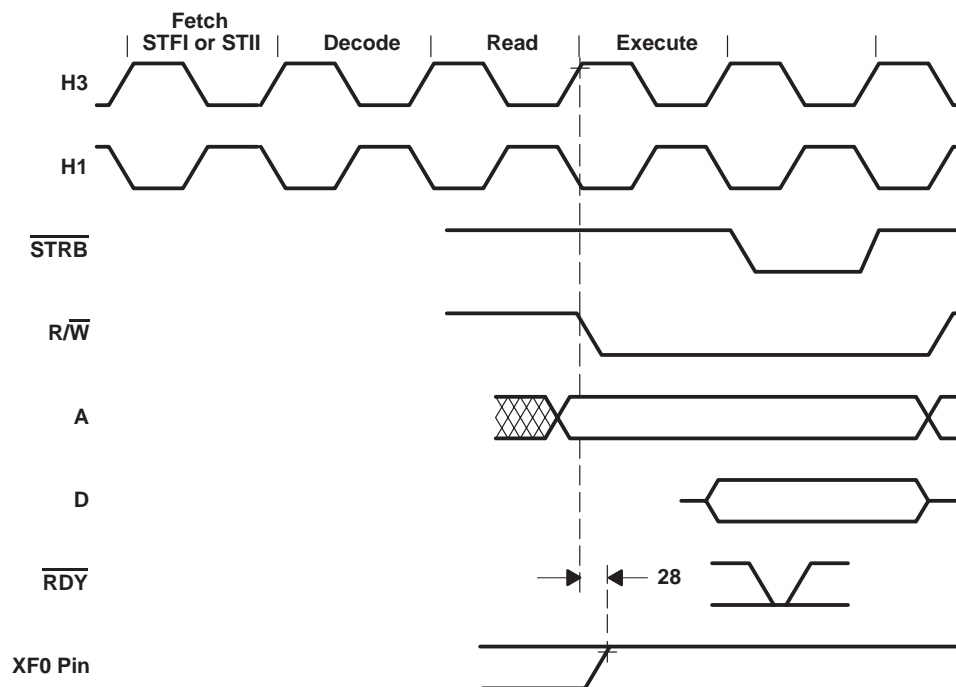 Fetch
STFI or STII
Decode
Read
Execute
H3
H1
STRB
R/W
A
D
RDY
28
XF0 Pin